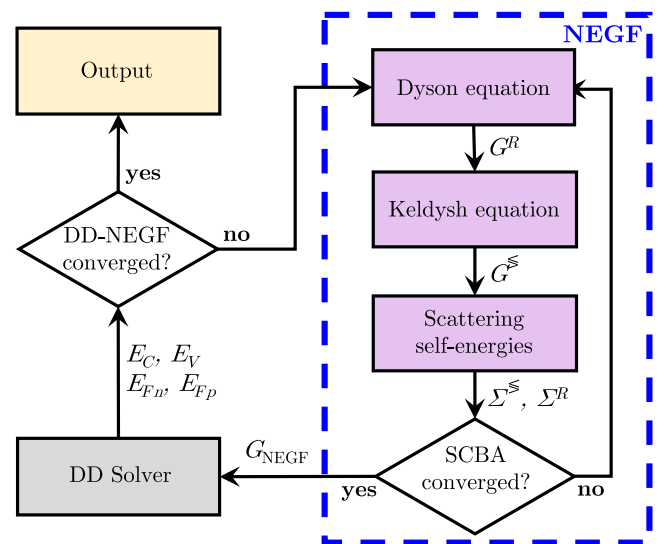 NEGF
Output
Dyson equation
yes
G^R
DD-NEGF
converged?
no
Keldysh equation
G^≶
E_C, E_V
E_Fn, E_Fp
Scattering
self-energies
Σ^≶, Σ^R
DD Solver
G_NEGF
yes
SCBA
converged?
no